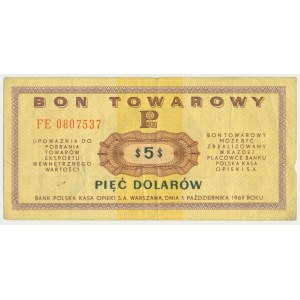 BON TOWAROWY
FE 0807537
P
UPOWAŻNIA DO
POBRANIA
TOWARÓW
EKSPORTU
WEWNĘTRZNEGO
WARTOŚCI
$5$
BON TOWAROWY
MOŻE BYĆ
ZREALIZOWANY
W KAŻDEJ
PLACÓWCE BANKU
POLSKA KASA
OPIEKI S.A.
PIĘĆ DOLARÓW
BANK POLSKA KASA OPIEKI S.A. WARSZAWA, DNIA 1 PAŹDZIERNIKA 1969 ROKU